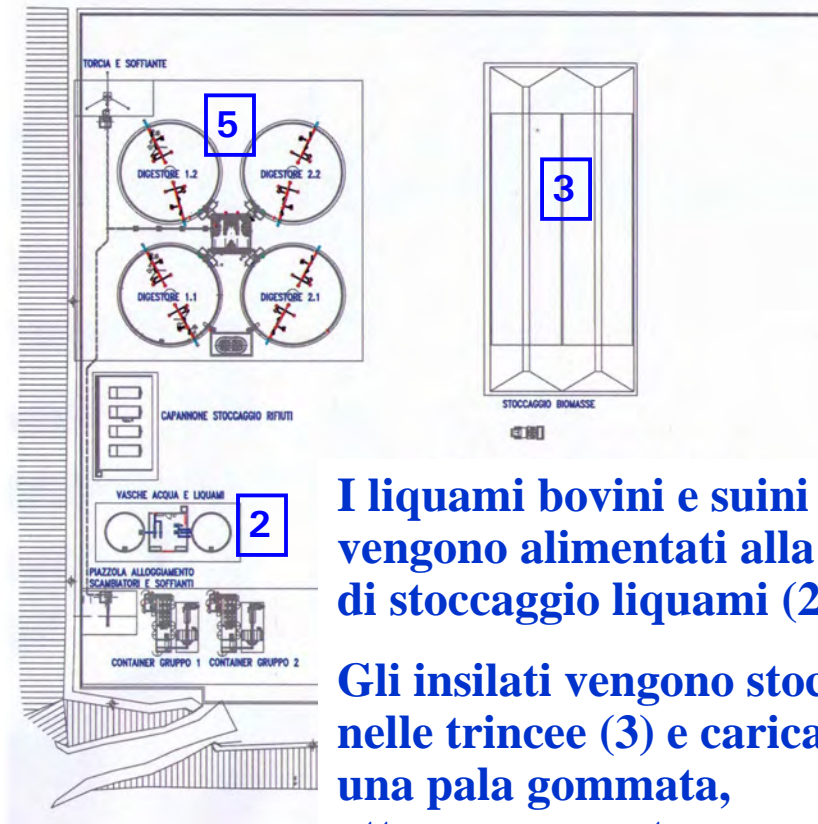 TORCIA E SOFFIANTE
5
DIGESTORE 1.2
DIGESTORE 2.2
3
DIGESTORE 1.1
DIGESTORE 2.1
STOCCAGGIO BIOMASSE
CAPANNONE STOCCAGGIO RIFIUTI
VASCHE ACQUA E LIQUAMI
2
PIAZZOLA ALLOGGIAMENTO
SCAMBIATORI E SOFFIANTI
CONTAINER GRUPPO 1 CONTAINER GRUPPO 2
I liquami bovini e suini
vengono alimentati alla
di stoccaggio liquami (2
Gli insilati vengono stoc
nelle trincee (3) e carica
una pala gommata,